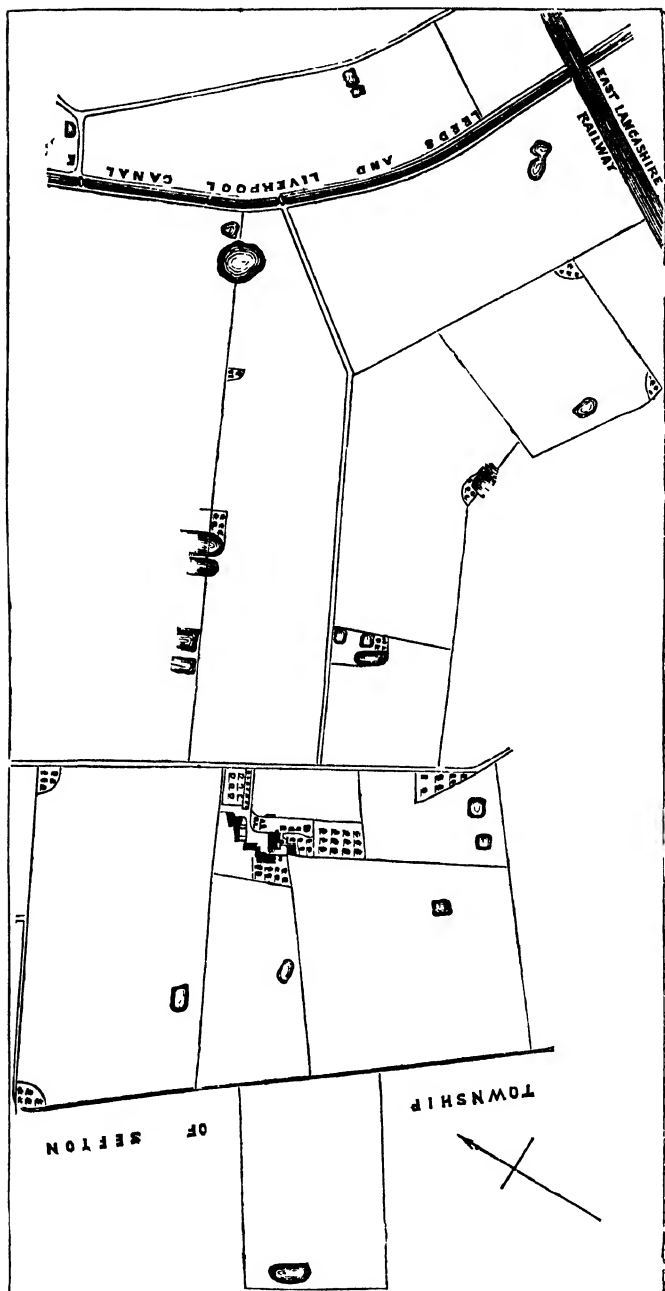 EAST LANCASHIRE
RAILWAY
LEEDS AND LIVERPOOL CANAL
TOWNSHIP
OF SEFTON